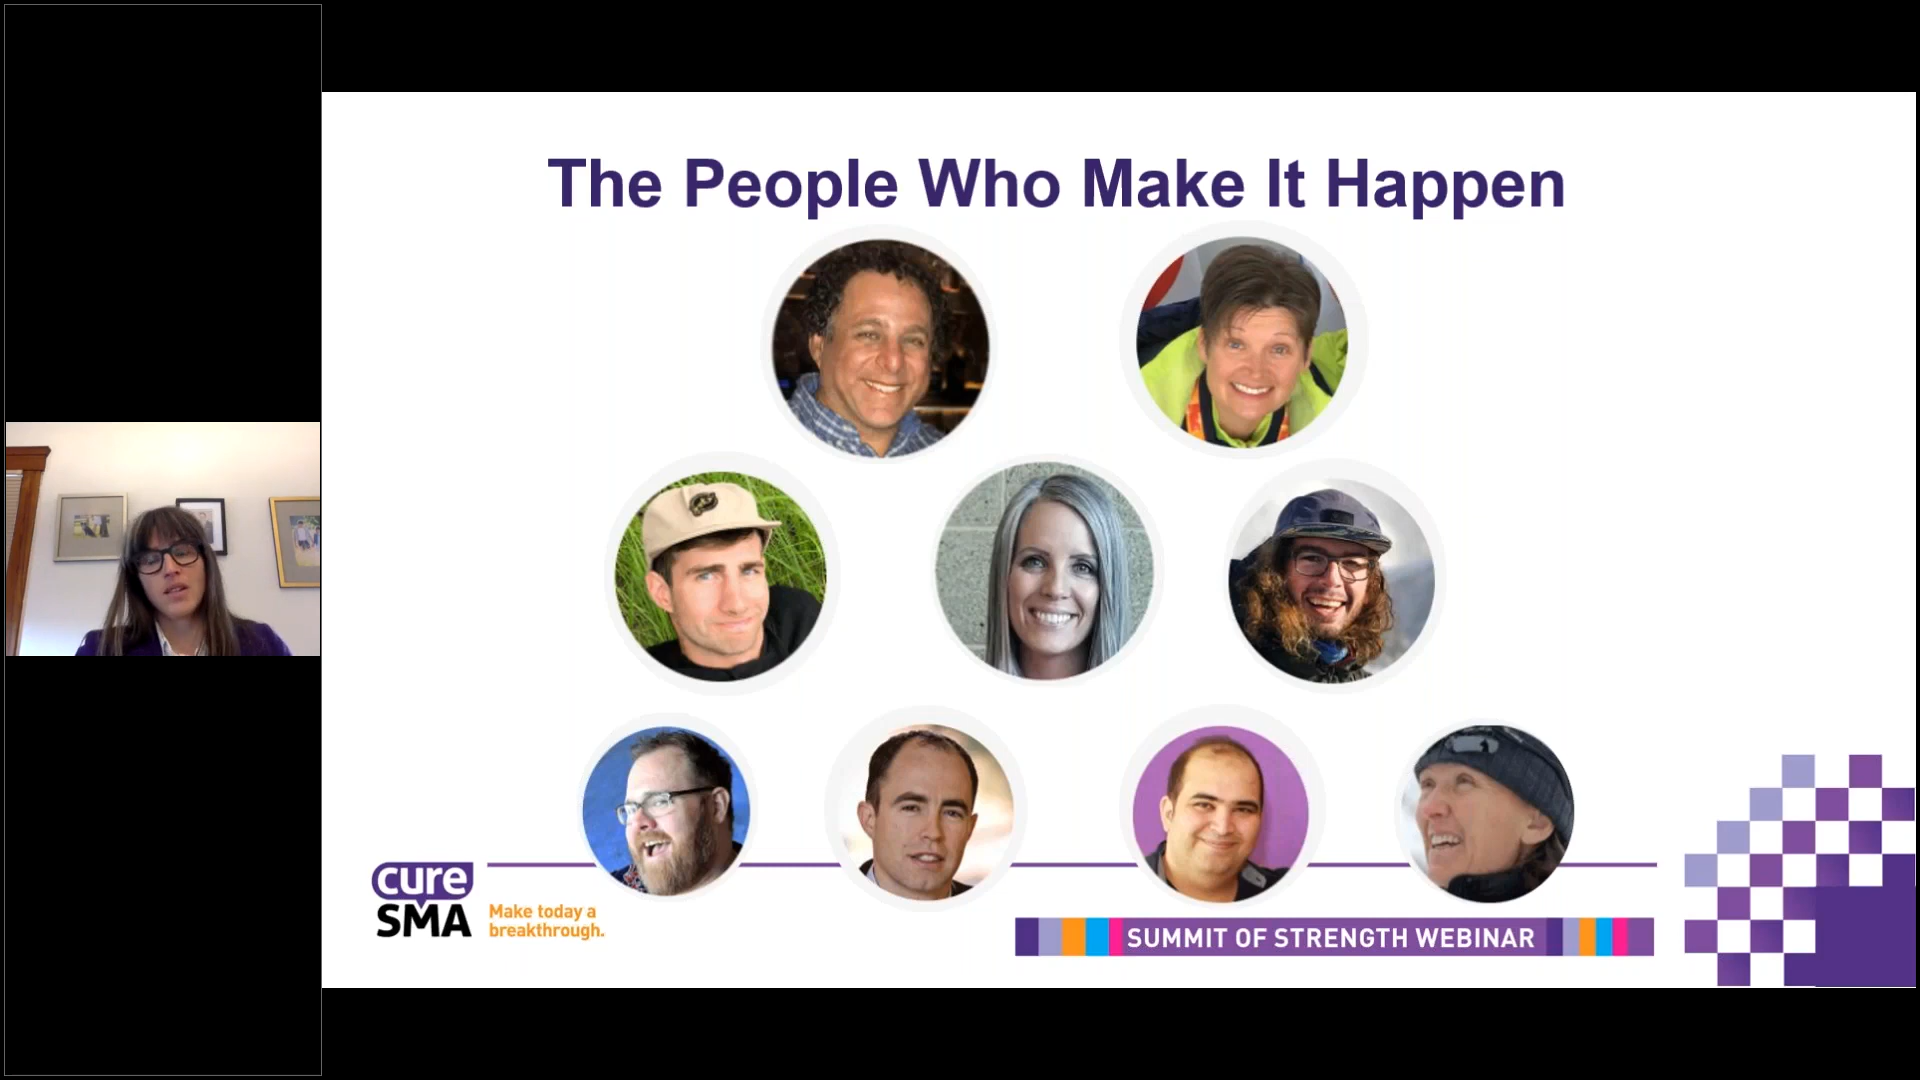 The People Who Make It Happen
cure
SMA
Make today a
breakthrough.
SUMMIT OF STRENGTH WEBINAR